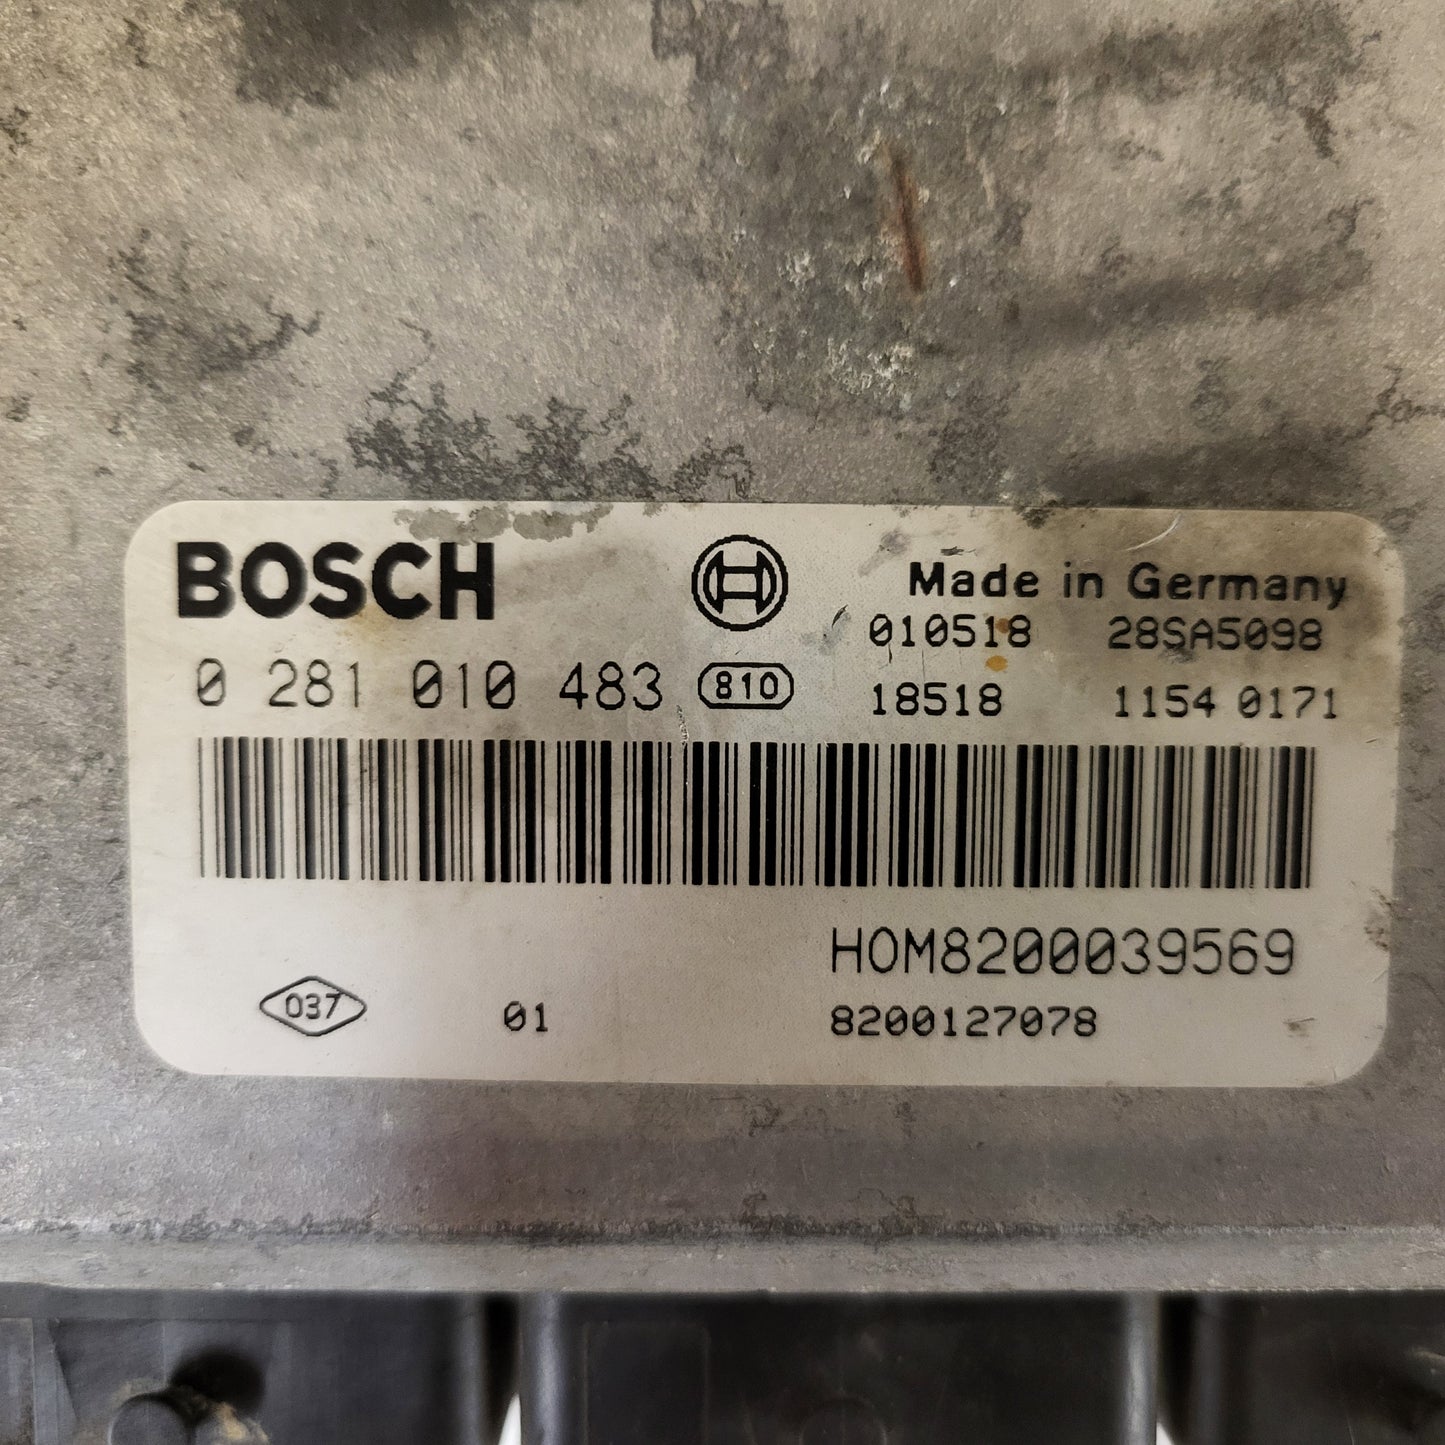 BOSCH Made in Germany
010518 28SA5098
0 281 010 483 810 18518 1154 0171
HOM8200039569
037 01 8200127078